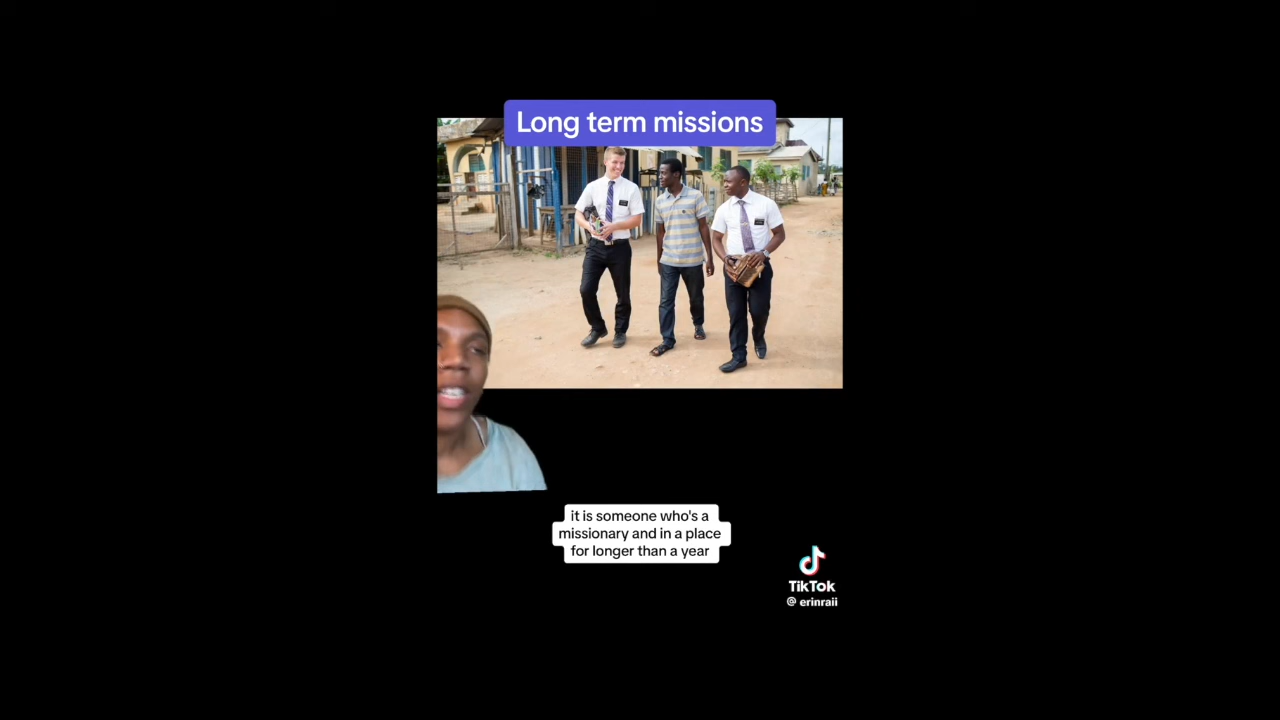 Long term missions
it is someone who's a
missionary and in a place
for longer than a year
TikTok
@ erinraii